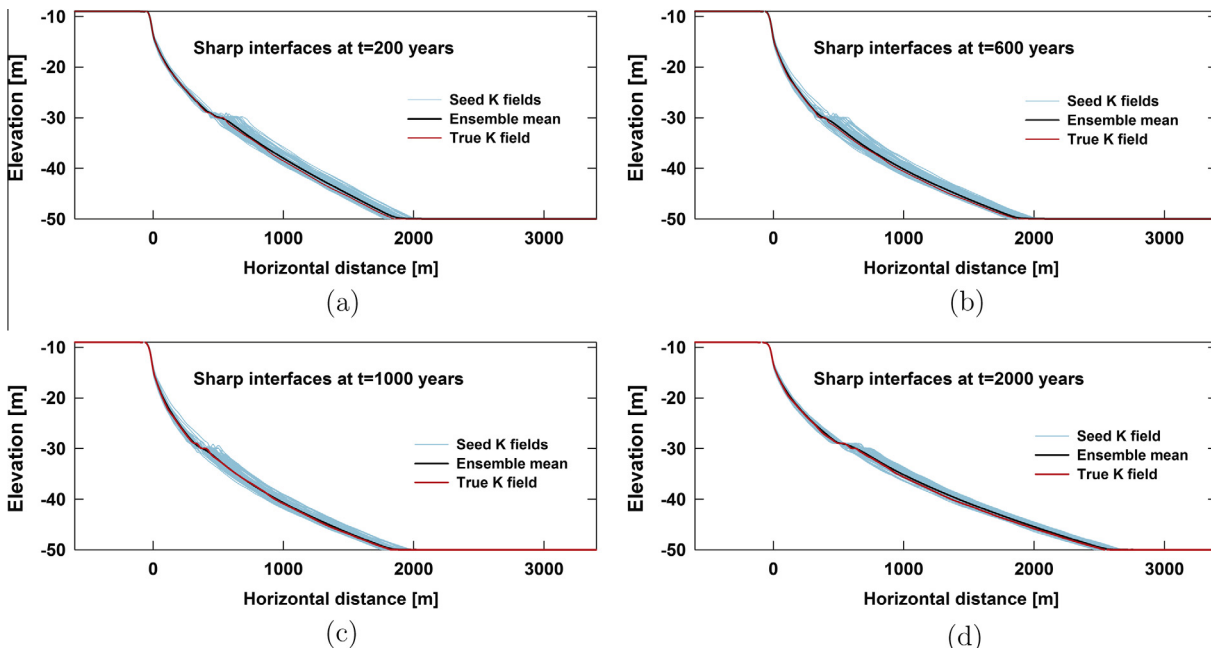 -10
-20
-30
-40
-50
Elevation [m]
Sharp interfaces at t=200 years
Seed K fields
Ensemble mean
True K field
0
1000
2000
3000
Horizontal distance [m]
(a)
-10
-20
-30
-40
-50
Elevation [m]
Sharp interfaces at t=600 years
Seed K fields
Ensemble mean
True K field
0
1000
2000
3000
Horizontal distance [m]
(b)
-10
-20
-30
-40
-50
Elevation [m]
Sharp interfaces at t=1000 years
Seed K fields
Ensemble mean
True K field
0
1000
2000
3000
Horizontal distance [m]
(c)
-10
-20
-30
-40
-50
Elevation [m]
Sharp interfaces at t=2000 years
Seed K field
Ensemble mean
True K field
0
1000
2000
3000
Horizontal distance [m]
(d)